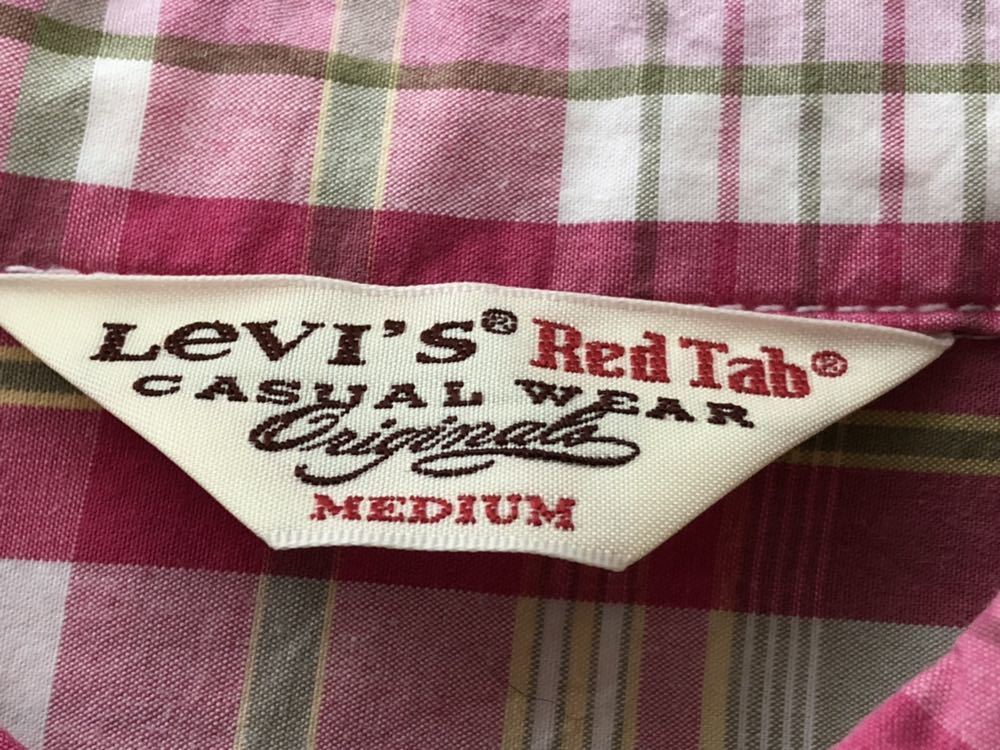 LeVI'S® Red Tab®
CASUAL WEAR
Originals
MEDIUM